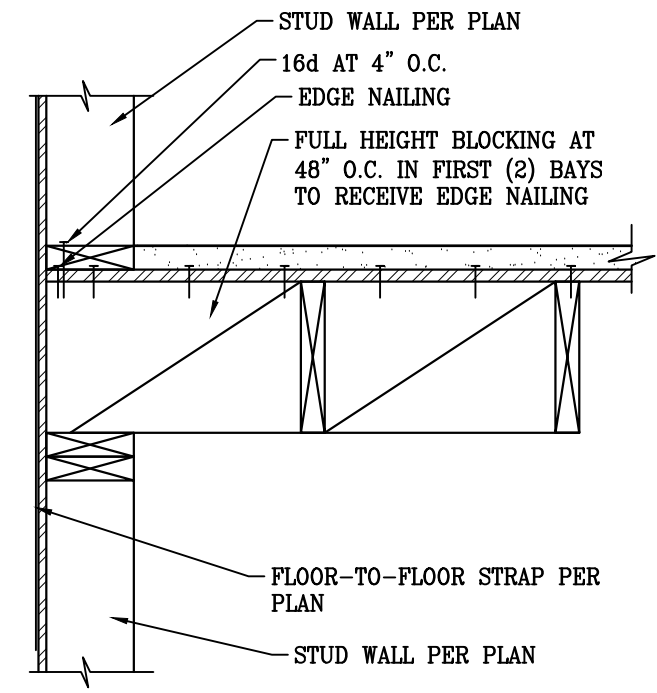 STUD WALL PER PLAN
16d AT 4" O.C.
EDGE NAILING
FULL HEIGHT BLOCKING AT
48" O.C. IN FIRST (2) BAYS
TO RECEIVE EDGE NAILING
FLOOR-TO-FLOOR STRAP PER
PLAN
STUD WALL PER PLAN